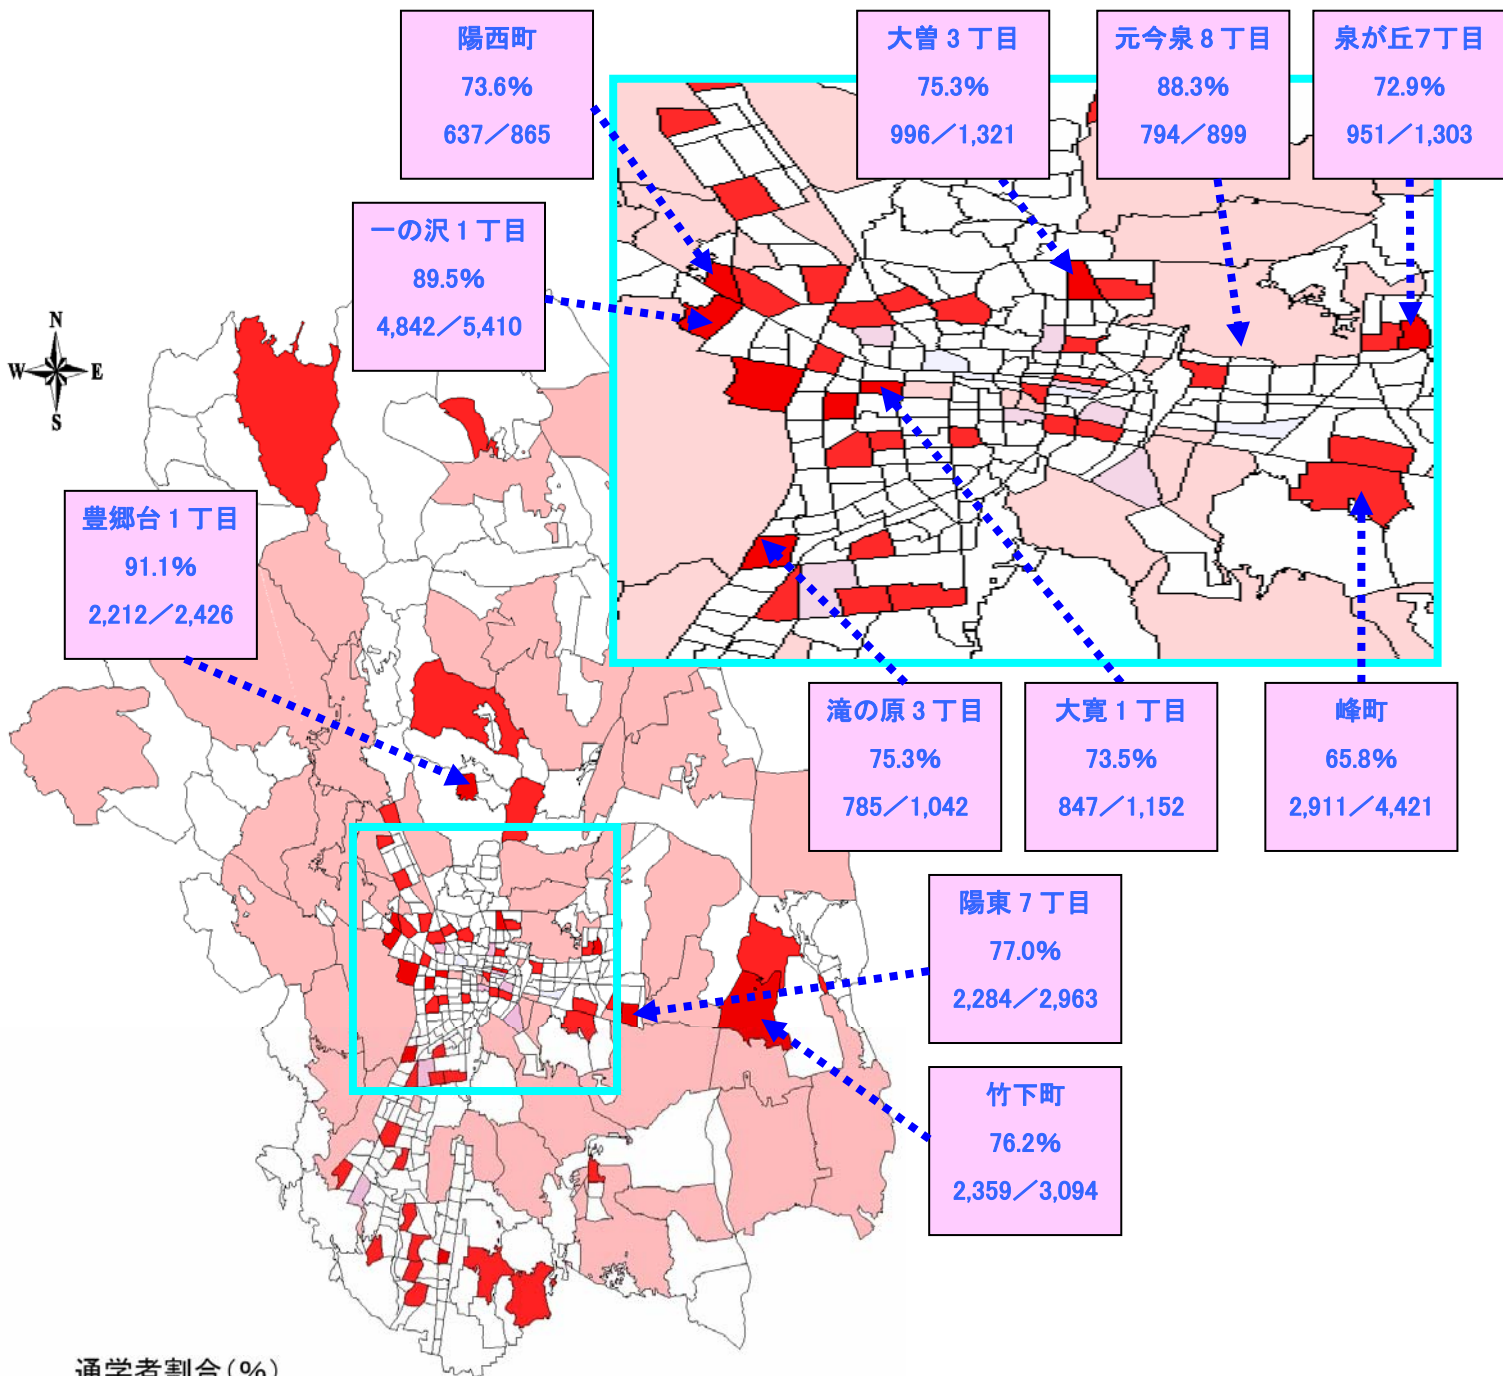 陽西町
73.6%
637／865
大曽３丁目
75.3%
996／1,321
元今泉８丁目
88.3%
794／899
泉が丘７丁目
72.9%
951／1,303
一の沢１丁目
89.5%
4,842／5,410
N
W
E
S
豊郷台１丁目
91.1%
2,212／2,426
滝の原３丁目
75.3%
785／1,042
大寛１丁目
73.5%
847／1,152
峰町
65.8%
2,911／4,421
陽東７丁目
77.0%
2,284／2,963
竹下町
76.2%
2,359／3,094
通学者割合(%)